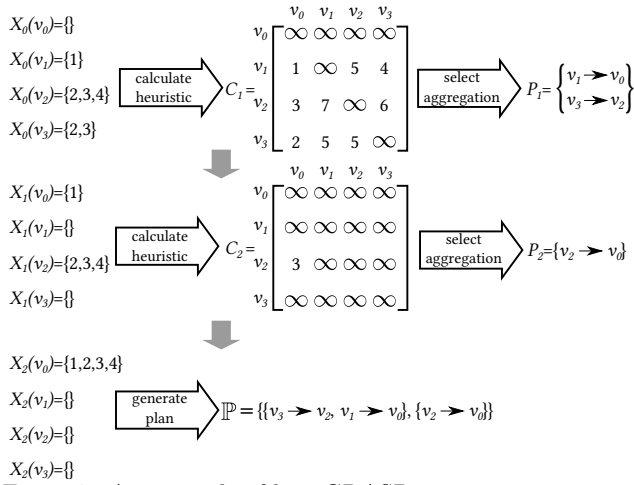 X₀(v₀)={}
X₀(v₁)={1}
X₀(v₂)={2,3,4}
X₀(v₃)={2,3}
calculate
heuristic
C₁=
v₀ v₁ v₂ v₃
v₀ ∞ ∞ ∞ ∞
v₁ 1 ∞ 5 4
v₂ 3 7 ∞ 6
v₃ 2 5 5 ∞
select
aggregation
P₁={v₁ → v₀
v₃ → v₂}
X₁(v₀)={1}
X₁(v₁)={}
X₁(v₂)={2,3,4}
X₁(v₃)={}
calculate
heuristic
C₂=
v₀ v₁ v₂ v₃
v₀ ∞ ∞ ∞ ∞
v₁ ∞ ∞ ∞ ∞
v₂ 3 ∞ ∞ ∞
v₃ ∞ ∞ ∞ ∞
select
aggregation
P₂={v₂ → v₀}
X₂(v₀)={1,2,3,4}
X₂(v₁)={}
X₂(v₂)={}
X₂(v₃)={}
generate
plan
ℙ = {{v₃ → v₂, v₁ → v₀}, {v₂ → v₀}}